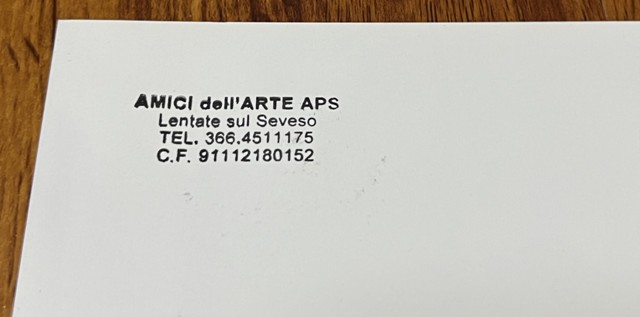 AMICI dell'ARTE APS
Lentate sul Seveso
TEL. 366.4511175
C.F. 91112180152